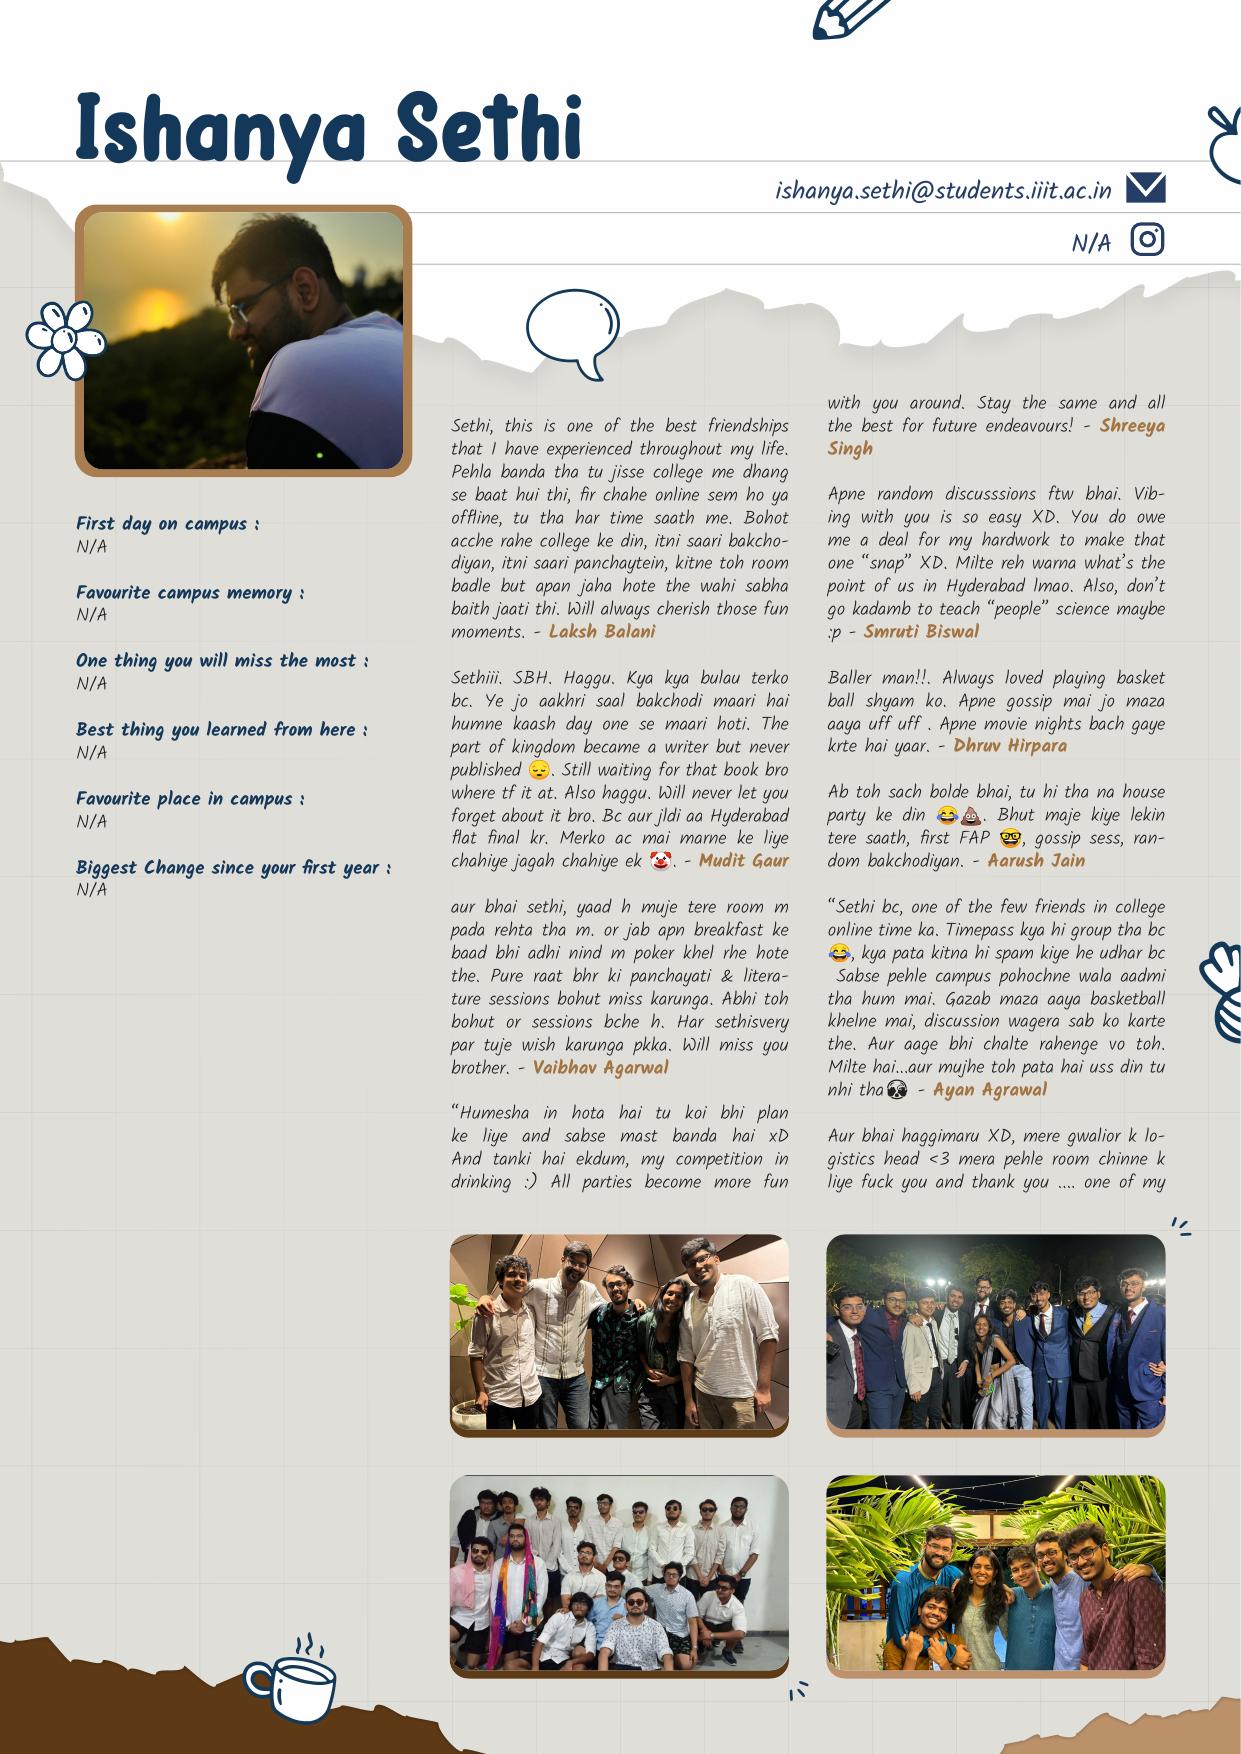 Ishanya Sethi
ishanya.sethi@students.iiit.ac.in
N/A
First day on campus :
N/A
Favourite campus memory :
N/A
One thing you will miss the most :
N/A
Best thing you learned from here :
N/A
Favourite place in campus :
N/A
Biggest Change since your first year :
N/A
Sethi, this is one of the best friendships
that I have experienced throughout my life.
Pehla banda tha tu jisse college me dhang
se baat hui thi, fir chahe online sem ho ya
offline, tu tha har time saath me. Bohot
acche rahe college ke din, itni saari bakcho-
diyan, itni saari panchaytein, kitne toh room
badle but apan jaha hote the wahi sabha
baith jaati thi. Will always cherish those fun
moments. - Laksh Balani
Sethiii. SBH. Haggu. Kya kya bulau terko
bc. Ye jo aakhri saal bakchodi maari hai
humne kaash day one se maari hoti. The
part of kingdom became a writer but never
published 😔. Still waiting for that book bro
where tf it at. Also haggu. Will never let you
forget about it bro. Bc aur jldi aa Hyderabad
flat final kr. Merko ac mai marne ke liye
chahiye jagah chahiye ek 🤡. - Mudit Gaur
aur bhai sethi, yaad h muje tere room m
pada rehta tha m. or jab apn breakfast ke
baad bhi adhi nind m poker khel rhe hote
the. Pure raat bhr ki panchayati & litera-
ture sessions bohut miss karunga. Abhi toh
bohut or sessions bche h. Har sethisvery
par tuje wish karunga pkka. Will miss you
brother. - Vaibhav Agarwal
“Humesha in hota hai tu koi bhi plan
ke liye and sabse mast banda hai xD
And tanki hai ekdum, my competition in
drinking :) All parties become more fun
with you around. Stay the same and all
the best for future endeavours! - Shreeya
Singh
Apne random discusssions ftw bhai. Vib-
ing with you is so easy XD. You do owe
me a deal for my hardwork to make that
one “snap” XD. Milte reh warna what’s the
point of us in Hyderabad lmao. Also, don’t
go kadamb to teach “people” science maybe
:p - Smruti Biswal
Baller man!!. Always loved playing basket
ball shyam ko. Apne gossip mai jo maza
aaya uff uff . Apne movie nights bach gaye
krte hai yaar. - Dhruv Hirpara
Ab toh sach bolde bhai, tu hi tha na house
party ke din 😂💩. Bhut maje kiye lekin
tere saath, first FAP 🤓, gossip sess, ran-
dom bakchodiyan. - Aarush Jain
“Sethi bc, one of the few friends in college
online time ka. Timepass kya hi group tha bc
😂, kya pata kitna hi spam kiye he udhar bc
Sabse pehle campus pohochne wala aadmi
tha hum mai. Gazab maza aaya basketball
khelne mai, discussion wagera sab ko karte
the. Aur aage bhi chalte rahenge vo toh.
Milte hai...aur mujhe toh pata hai uss din tu
nhi tha - Ayan Agrawal
Aur bhai haggimaru XD, mere gwalior k lo-
gistics head <3 mera pehle room chinne k
liye fuck you and thank you .... one of my